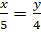 x/5 = y/4